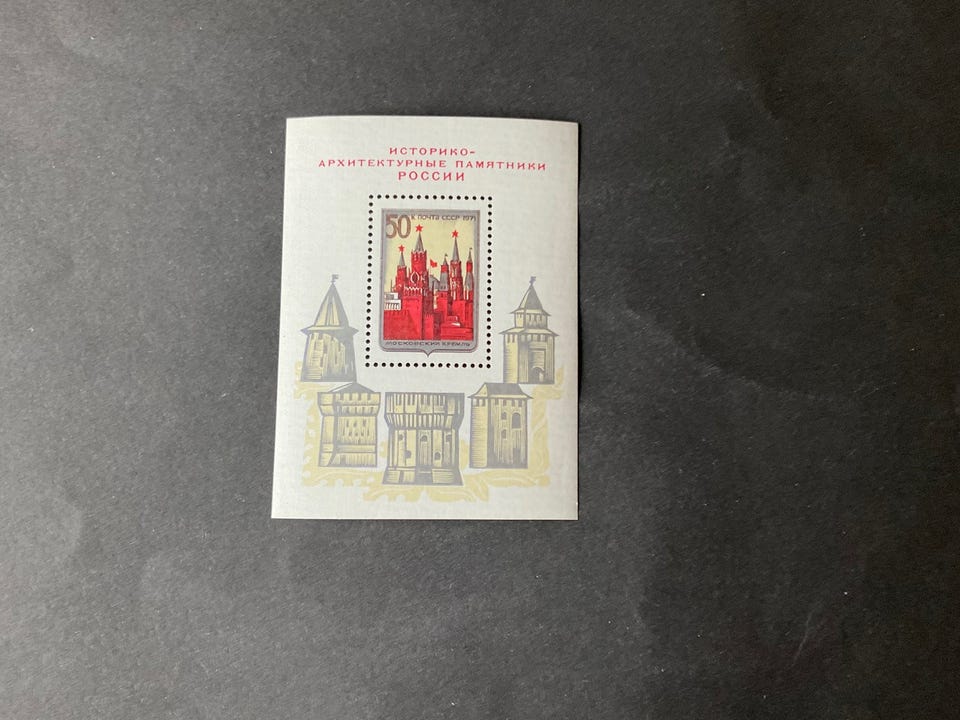 ИСТОРИКО-
АРХИТЕКТУРНЫЕ ПАМЯТНИКИ
РОССИИ
50 К ПОЧТА СССР 1971
МОСКОВСКИЙ КРЕМЛЬ